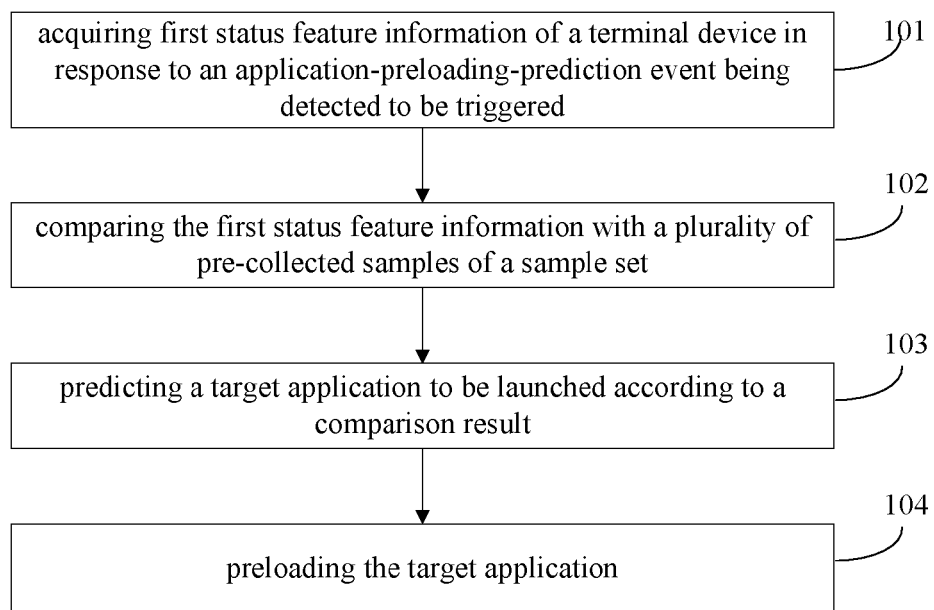 acquiring first status feature information of a terminal device in
response to an application-preloading-prediction event being
detected to be triggered
101
102
comparing the first status feature information with a plurality of
pre-collected samples of a sample set
103
predicting a target application to be launched according to a
comparison result
104
preloading the target application